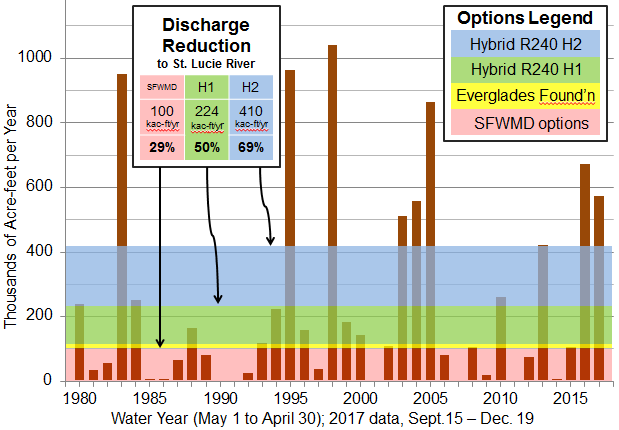 Discharge
Reduction
to St. Lucie River
SFWMD H1 H2
100 224 410
kac-ft/yr kac-ft/yr kac-ft/yr
29% 50% 69%
Options Legend
Hybrid R240 H2
Hybrid R240 H1
Everglades Found'n
SFWMD options
Thousands of Acre-feet per Year
1000
800
600
400
200
0
1980 1985 1990 1995 2000 2005 2010 2015
Water Year (May 1 to April 30); 2017 data, Sept.15 – Dec. 19